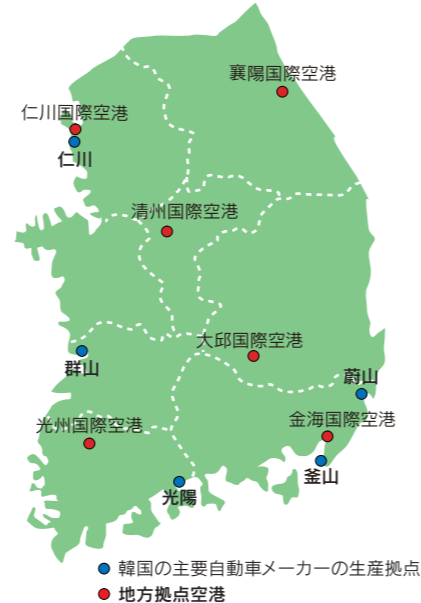 襄陽国際空港
仁川国際空港
仁川
清州国際空港
大邱国際空港
群山
蔚山
光州国際空港
金海国際空港
釜山
光陽
韓国の主要自動車メーカーの生産拠点
地方拠点空港